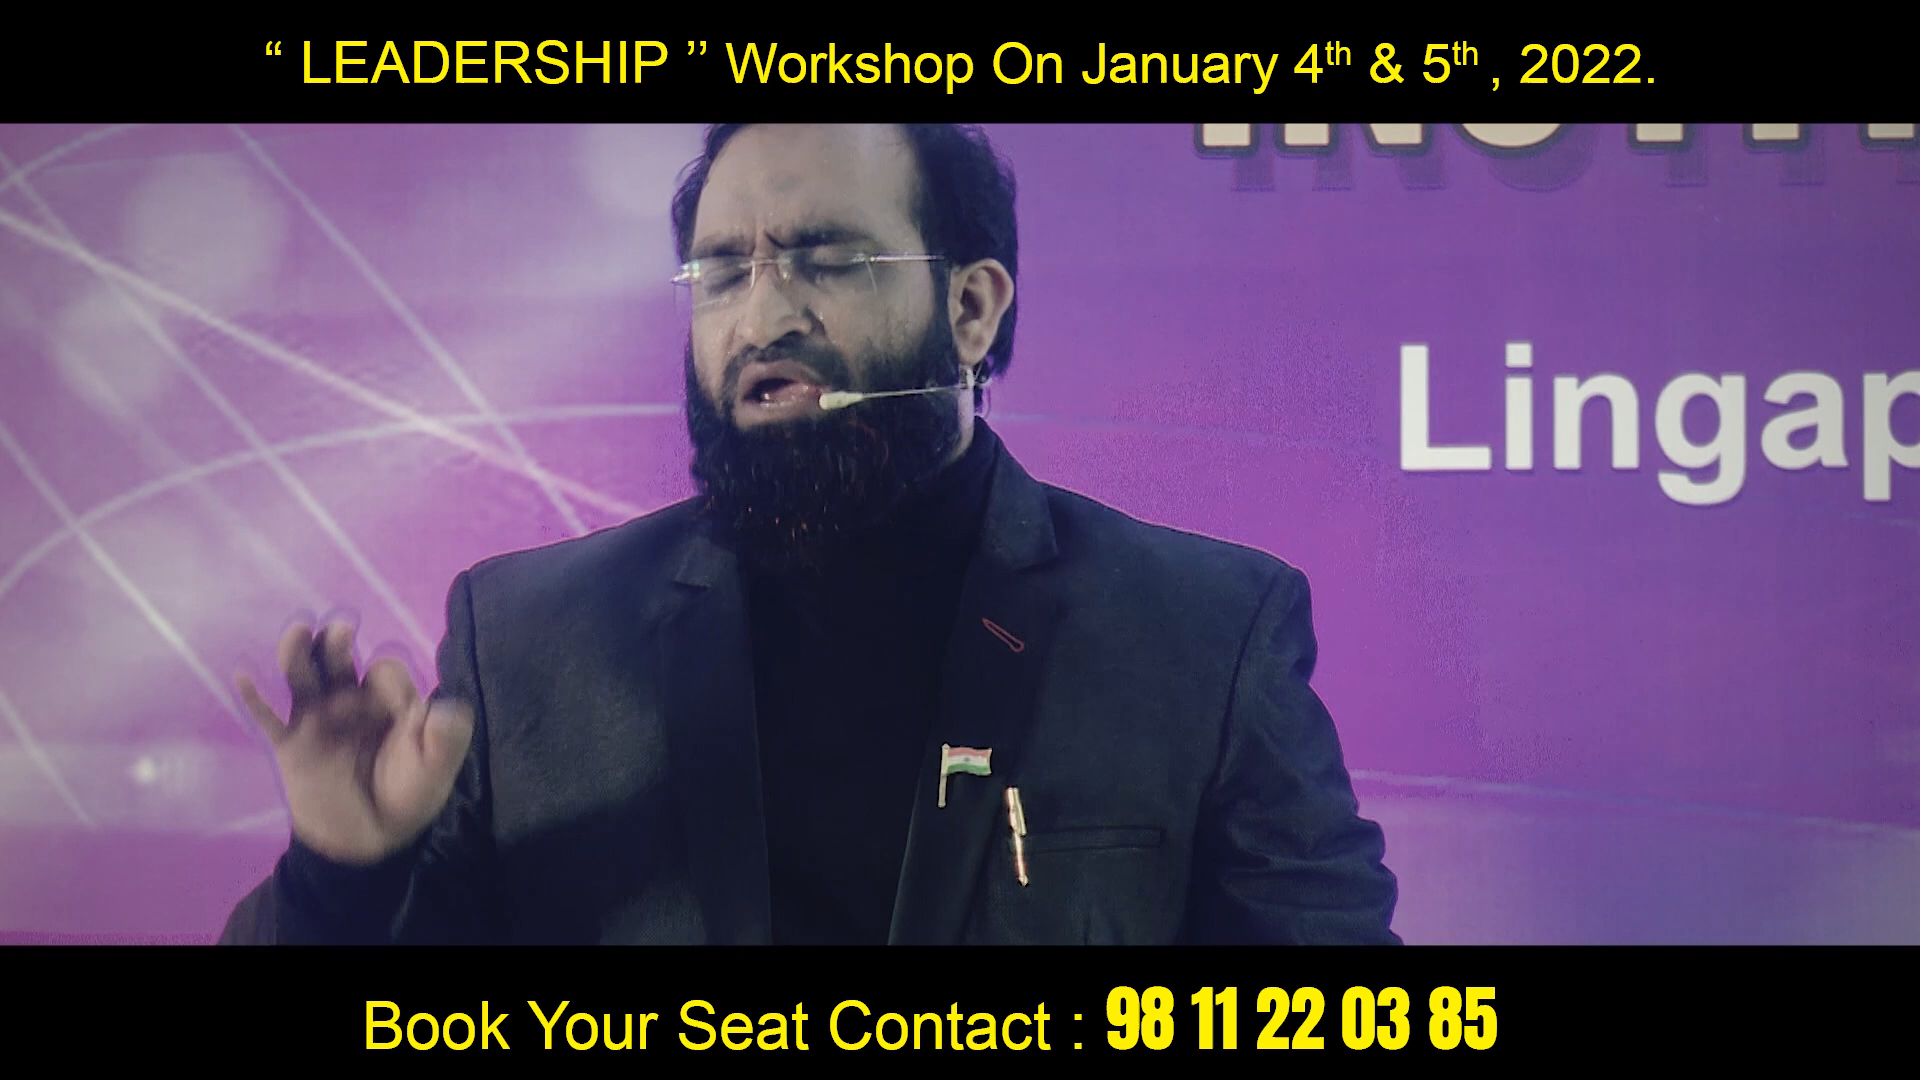 “ LEADERSHIP ’’ Workshop On January 4th & 5th , 2022.
Lingap
Book Your Seat Contact : 98 11 22 03 85